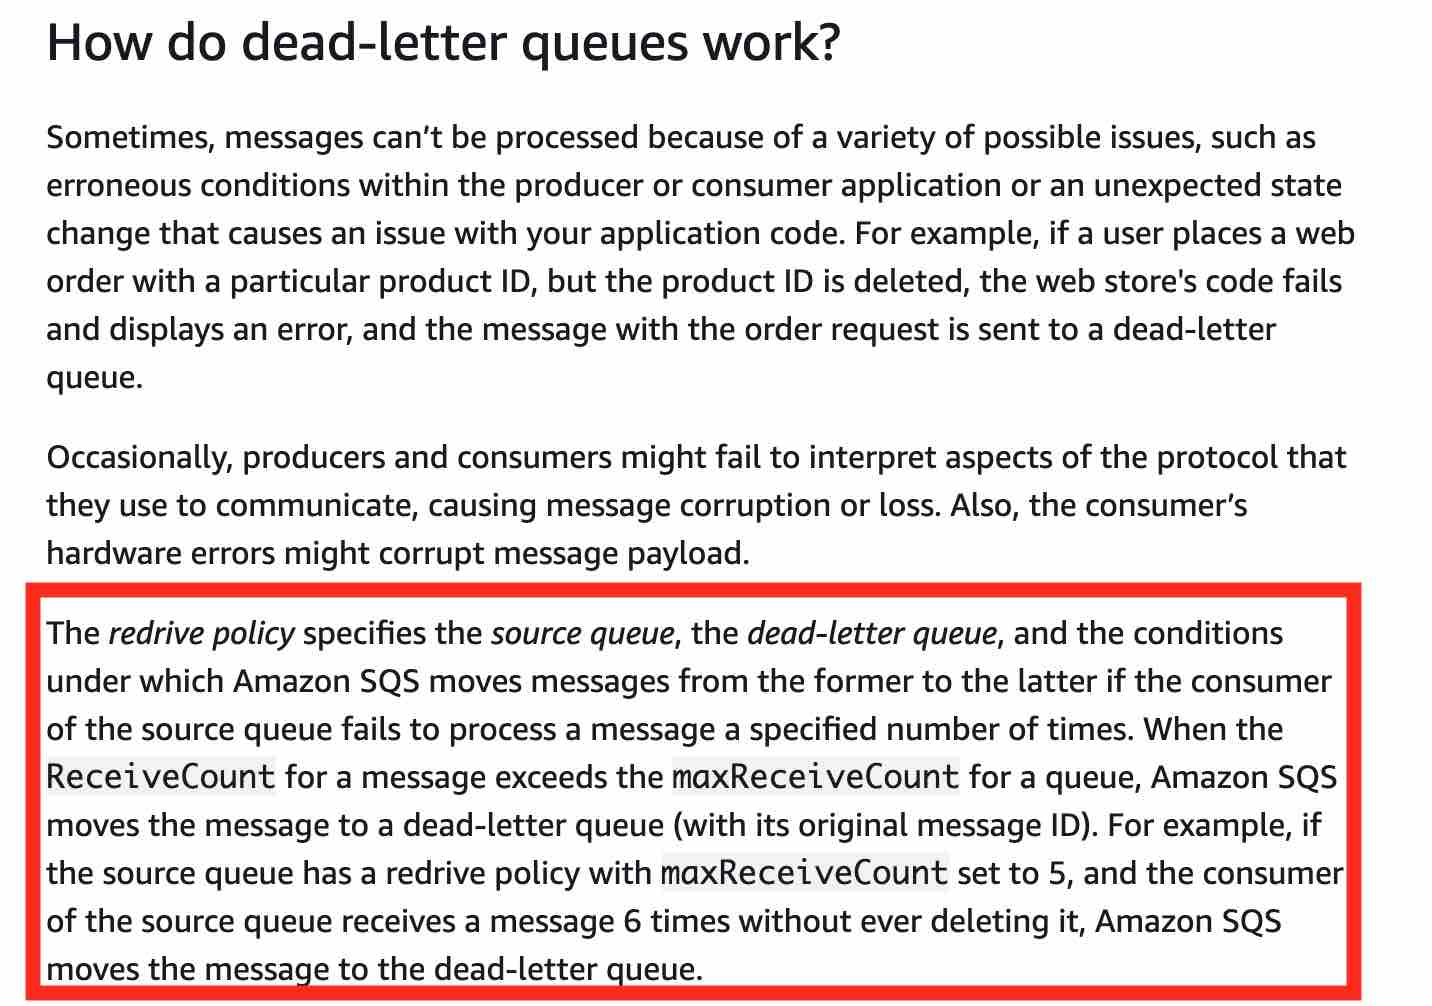 How do dead-letter queues work?
Sometimes, messages can’t be processed because of a variety of possible issues, such as
erroneous conditions within the producer or consumer application or an unexpected state
change that causes an issue with your application code. For example, if a user places a web
order with a particular product ID, but the product ID is deleted, the web store's code fails
and displays an error, and the message with the order request is sent to a dead-letter
queue.
Occasionally, producers and consumers might fail to interpret aspects of the protocol that
they use to communicate, causing message corruption or loss. Also, the consumer’s
hardware errors might corrupt message payload.
The redrive policy specifies the source queue, the dead-letter queue, and the conditions
under which Amazon SQS moves messages from the former to the latter if the consumer
of the source queue fails to process a message a specified number of times. When the
ReceiveCount for a message exceeds the maxReceiveCount for a queue, Amazon SQS
moves the message to a dead-letter queue (with its original message ID). For example, if
the source queue has a redrive policy with maxReceiveCount set to 5, and the consumer
of the source queue receives a message 6 times without ever deleting it, Amazon SQS
moves the message to the dead-letter queue.